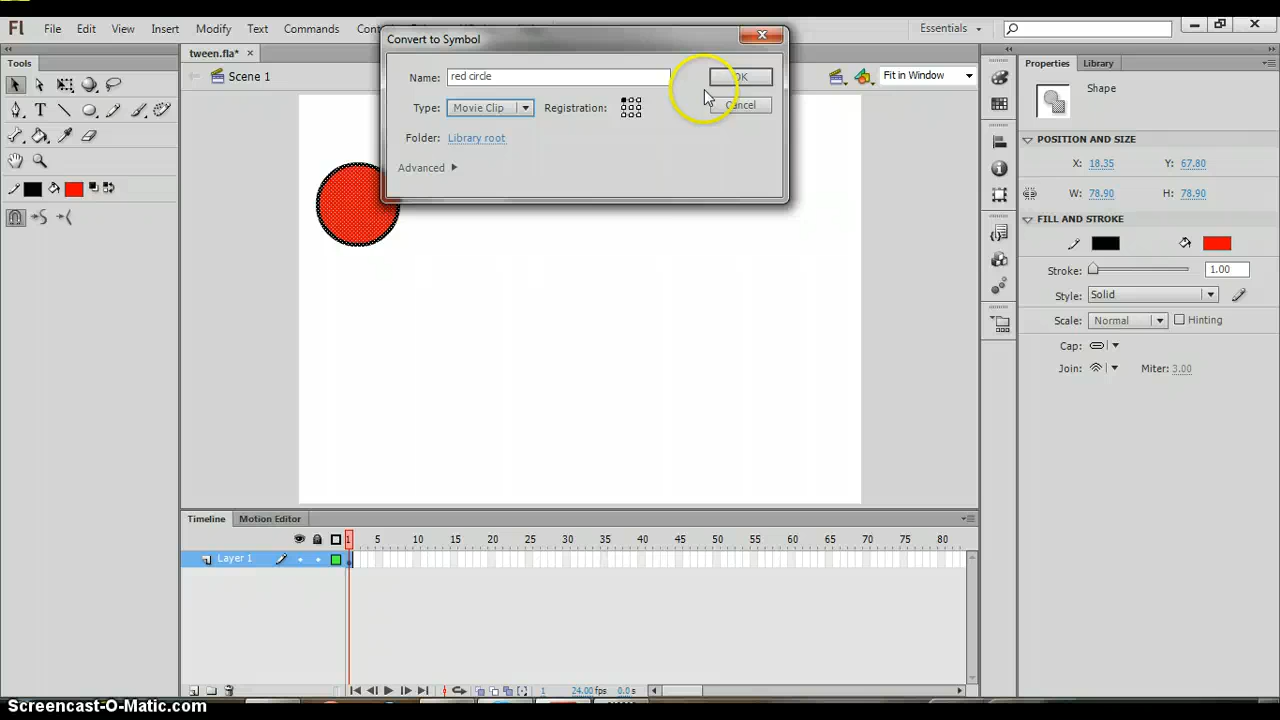 Fl File Edit View Insert Modify Text Commands Essentials
Convert to Symbol
Name: red circle OK
Type: Movie Clip Registration: Cancel
Folder: Library root
Advanced
tween.fla* ×
Scene 1 Fit in Window
Tools
Properties Library
Shape
POSITION AND SIZE
X: 18.35 Y: 67.80
W: 78.90 H: 78.90
FILL AND STROKE
Stroke: 1.00
Style: Solid
Scale: Normal Hinting
Cap:
Join: Miter: 3.00
Timeline Motion Editor
1 5 10 15 20 25 30 35 40 45 50 55 60 65 70 75 80
Layer 1
1 24.00 fps 0.0 s
Screencast-O-Matic.com